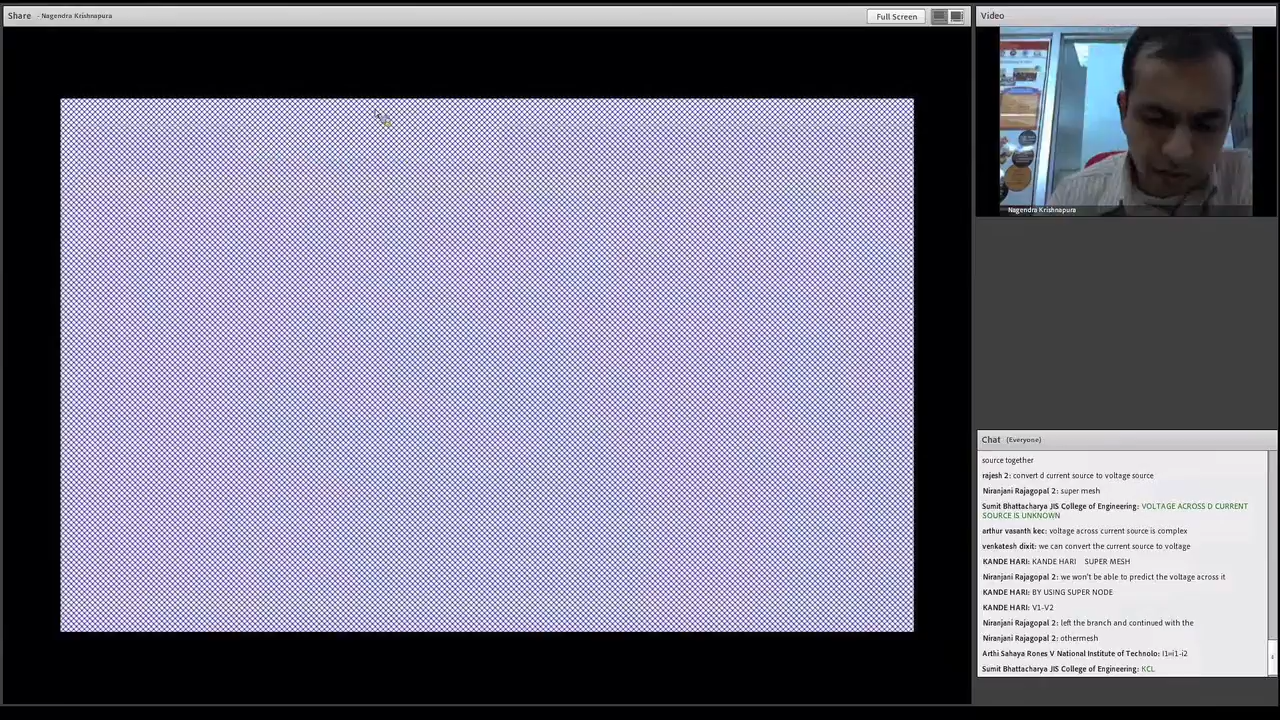 Share - Nagendra Krishnapura
Full Screen
Video
Nagendra Krishnapura
Chat (Everyone)
source together
rajesh 2: convert d current source to voltage source
Niranjani Rajagopal 2: super mesh
Sumit Bhattacharya JIS College of Engineering: VOLTAGE ACROSS D CURRENT
SOURCE IS UNKNOWN
arthur vasanth kec: voltage across current source is complex
venkatesh dixit: we can convert the current source to voltage
KANDE HARI: KANDE HARI SUPER MESH
Niranjani Rajagopal 2: we won't be able to predict the voltage across it
KANDE HARI: BY USING SUPER NODE
KANDE HARI: V1-V2
Niranjani Rajagopal 2: left the branch and continued with the
Niranjani Rajagopal 2: othermesh
Arthi Sahaya Rones V National Institute of Technolo: I1=i1-i2
Sumit Bhattacharya JIS College of Engineering: KCL